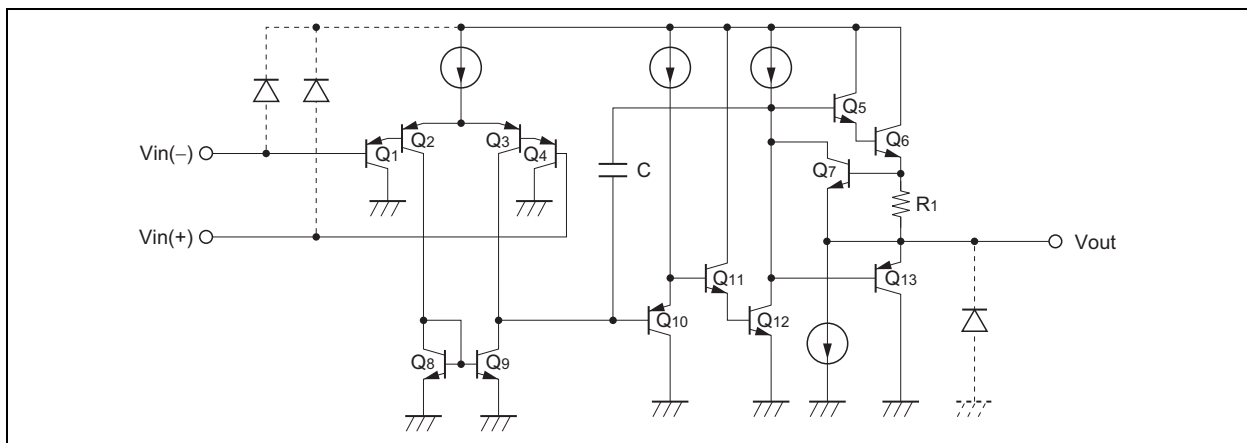 Vin(−)
Vin(+)
Q1
Q2
Q3
Q4
C
Q5
Q6
Q7
R1
Vout
Q8
Q9
Q10
Q11
Q12
Q13